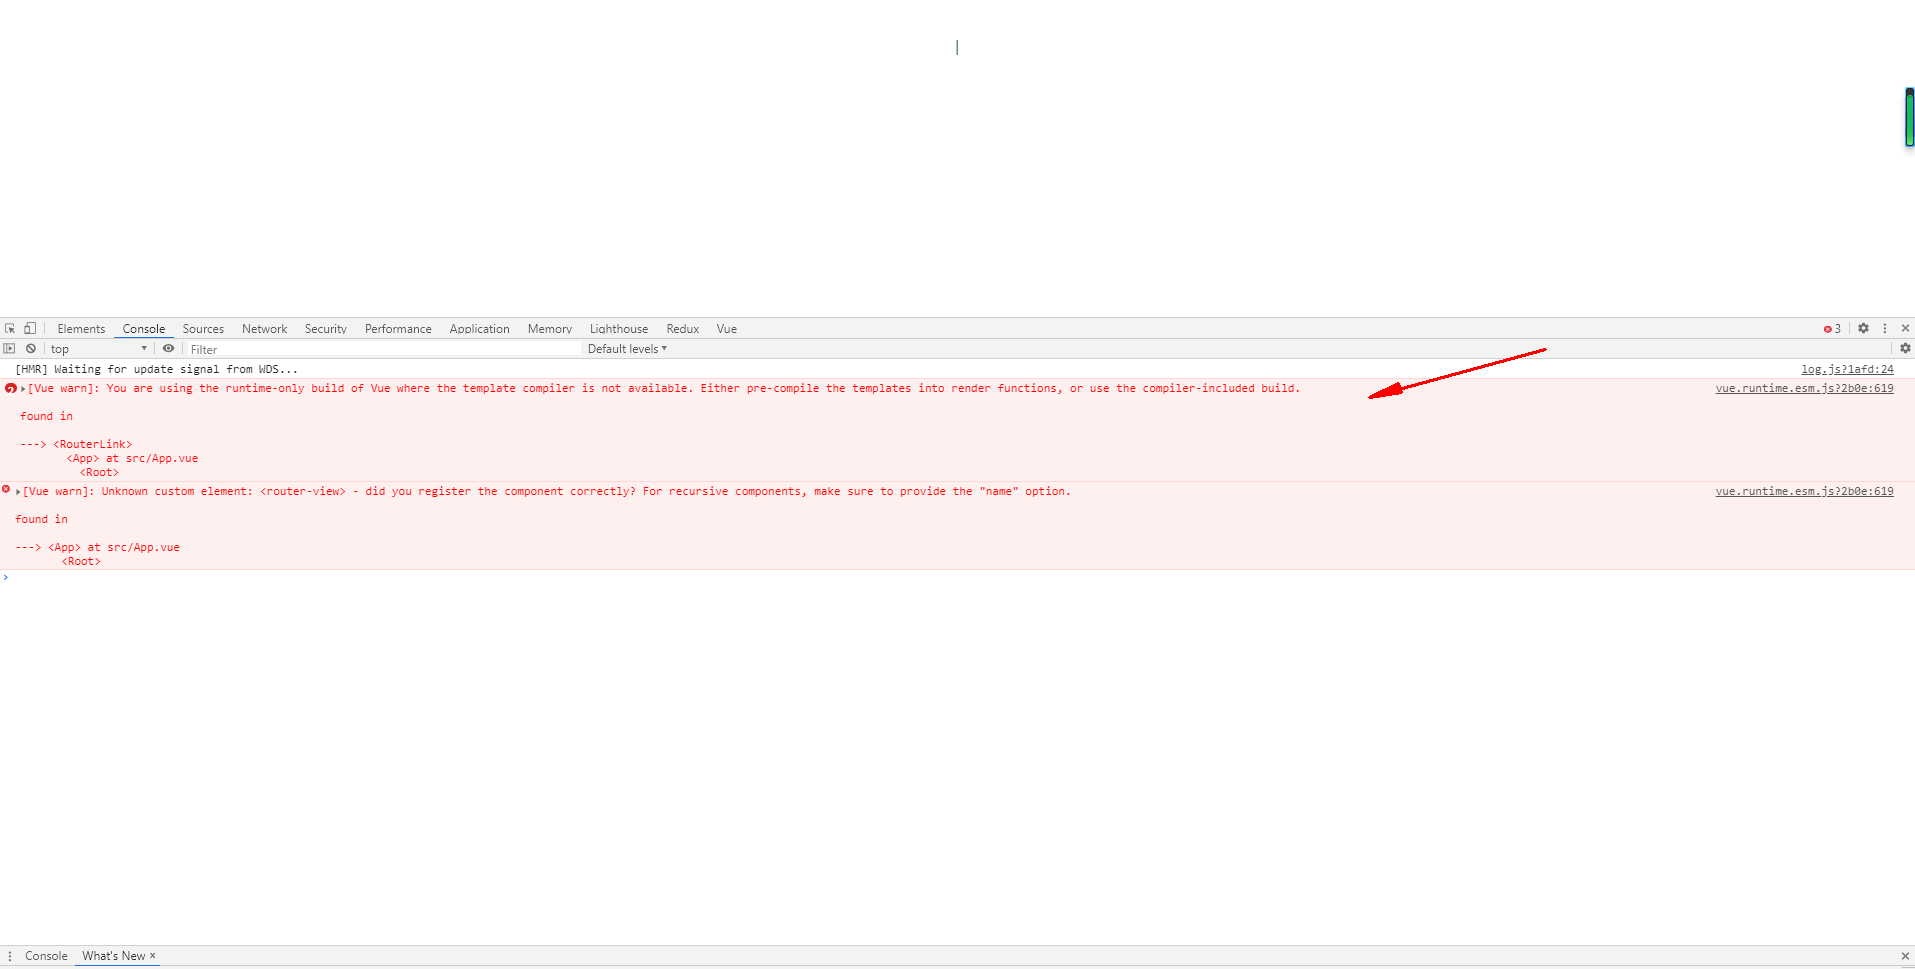 |
Elements Console Sources Network Security Performance Application Memory Lighthouse Redux Vue 3
top Filter Default levels
[HMR] Waiting for update signal from WDS... log.js?1afd:24
2 [Vue warn]: You are using the runtime-only build of Vue where the template compiler is not available. Either pre-compile the templates into render functions, or use the compiler-included build. vue.runtime.esm.js?2b0e:619
found in
---> <RouterLink>
<App> at src/App.vue
<Root>
[Vue warn]: Unknown custom element: <router-view> - did you register the component correctly? For recursive components, make sure to provide the "name" option. vue.runtime.esm.js?2b0e:619
found in
---> <App> at src/App.vue
<Root>
Console What's New ×